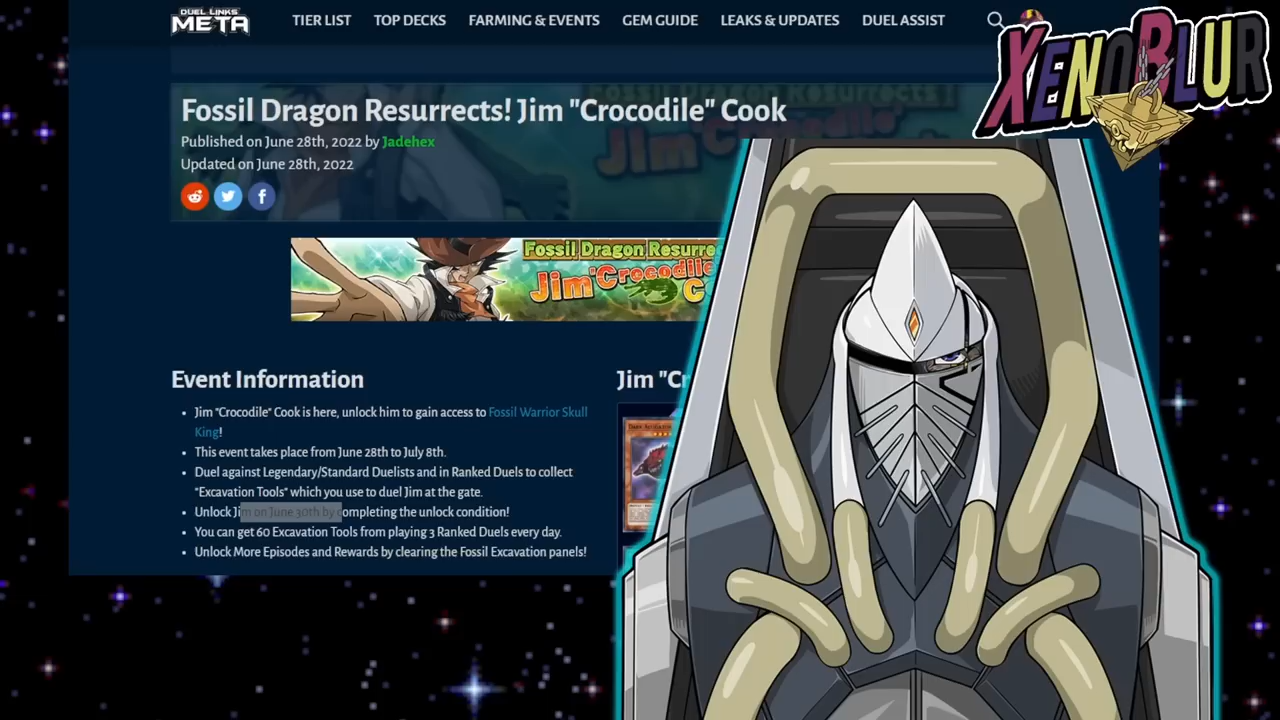 DUEL LINKS
META
TIER LIST
TOP DECKS
FARMING & EVENTS
GEM GUIDE
LEAKS & UPDATES
DUEL ASSIST
XENOBLUR
Fossil Dragon Resurrects! Jim "Crocodile" Cook
Published on June 28th, 2022 by Jadehex
Updated on June 28th, 2022
Fossil Dragon Resurrec
Jim "Crocodile
C
Event Information
Jim "Cr
• Jim "Crocodile" Cook is here, unlock him to gain access to Fossil Warrior Skull
King!
• This event takes place from June 28th to July 8th.
• Duel against Legendary/Standard Duelists and in Ranked Duels to collect
"Excavation Tools" which you use to duel Jim at the gate.
• Unlock Jim on June 30th by completing the unlock condition!
• You can get 60 Excavation Tools from playing 3 Ranked Duels every day.
• Unlock More Episodes and Rewards by clearing the Fossil Excavation panels!